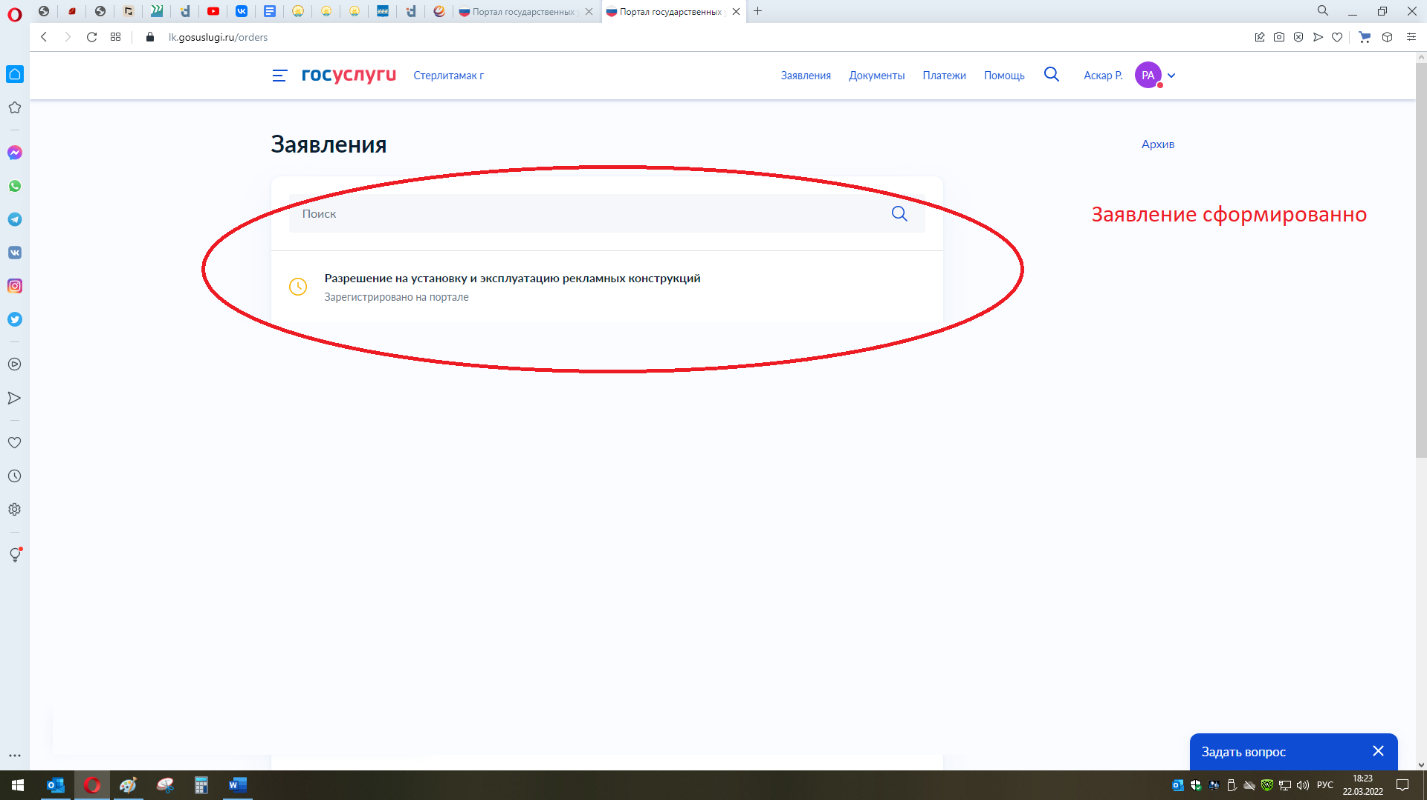 Портал государственных
Портал государственных
lk.gosuslugi.ru/orders
госуслуги Стерлитамак г Заявления Документы Платежи Помощь Аскар Р. РА
Заявления
Архив
Поиск
Заявление сформированно
Разрешение на установку и эксплуатацию рекламных конструкций
Зарегистрировано на портале
Задать вопрос
РУС
18:23
22.03.2022